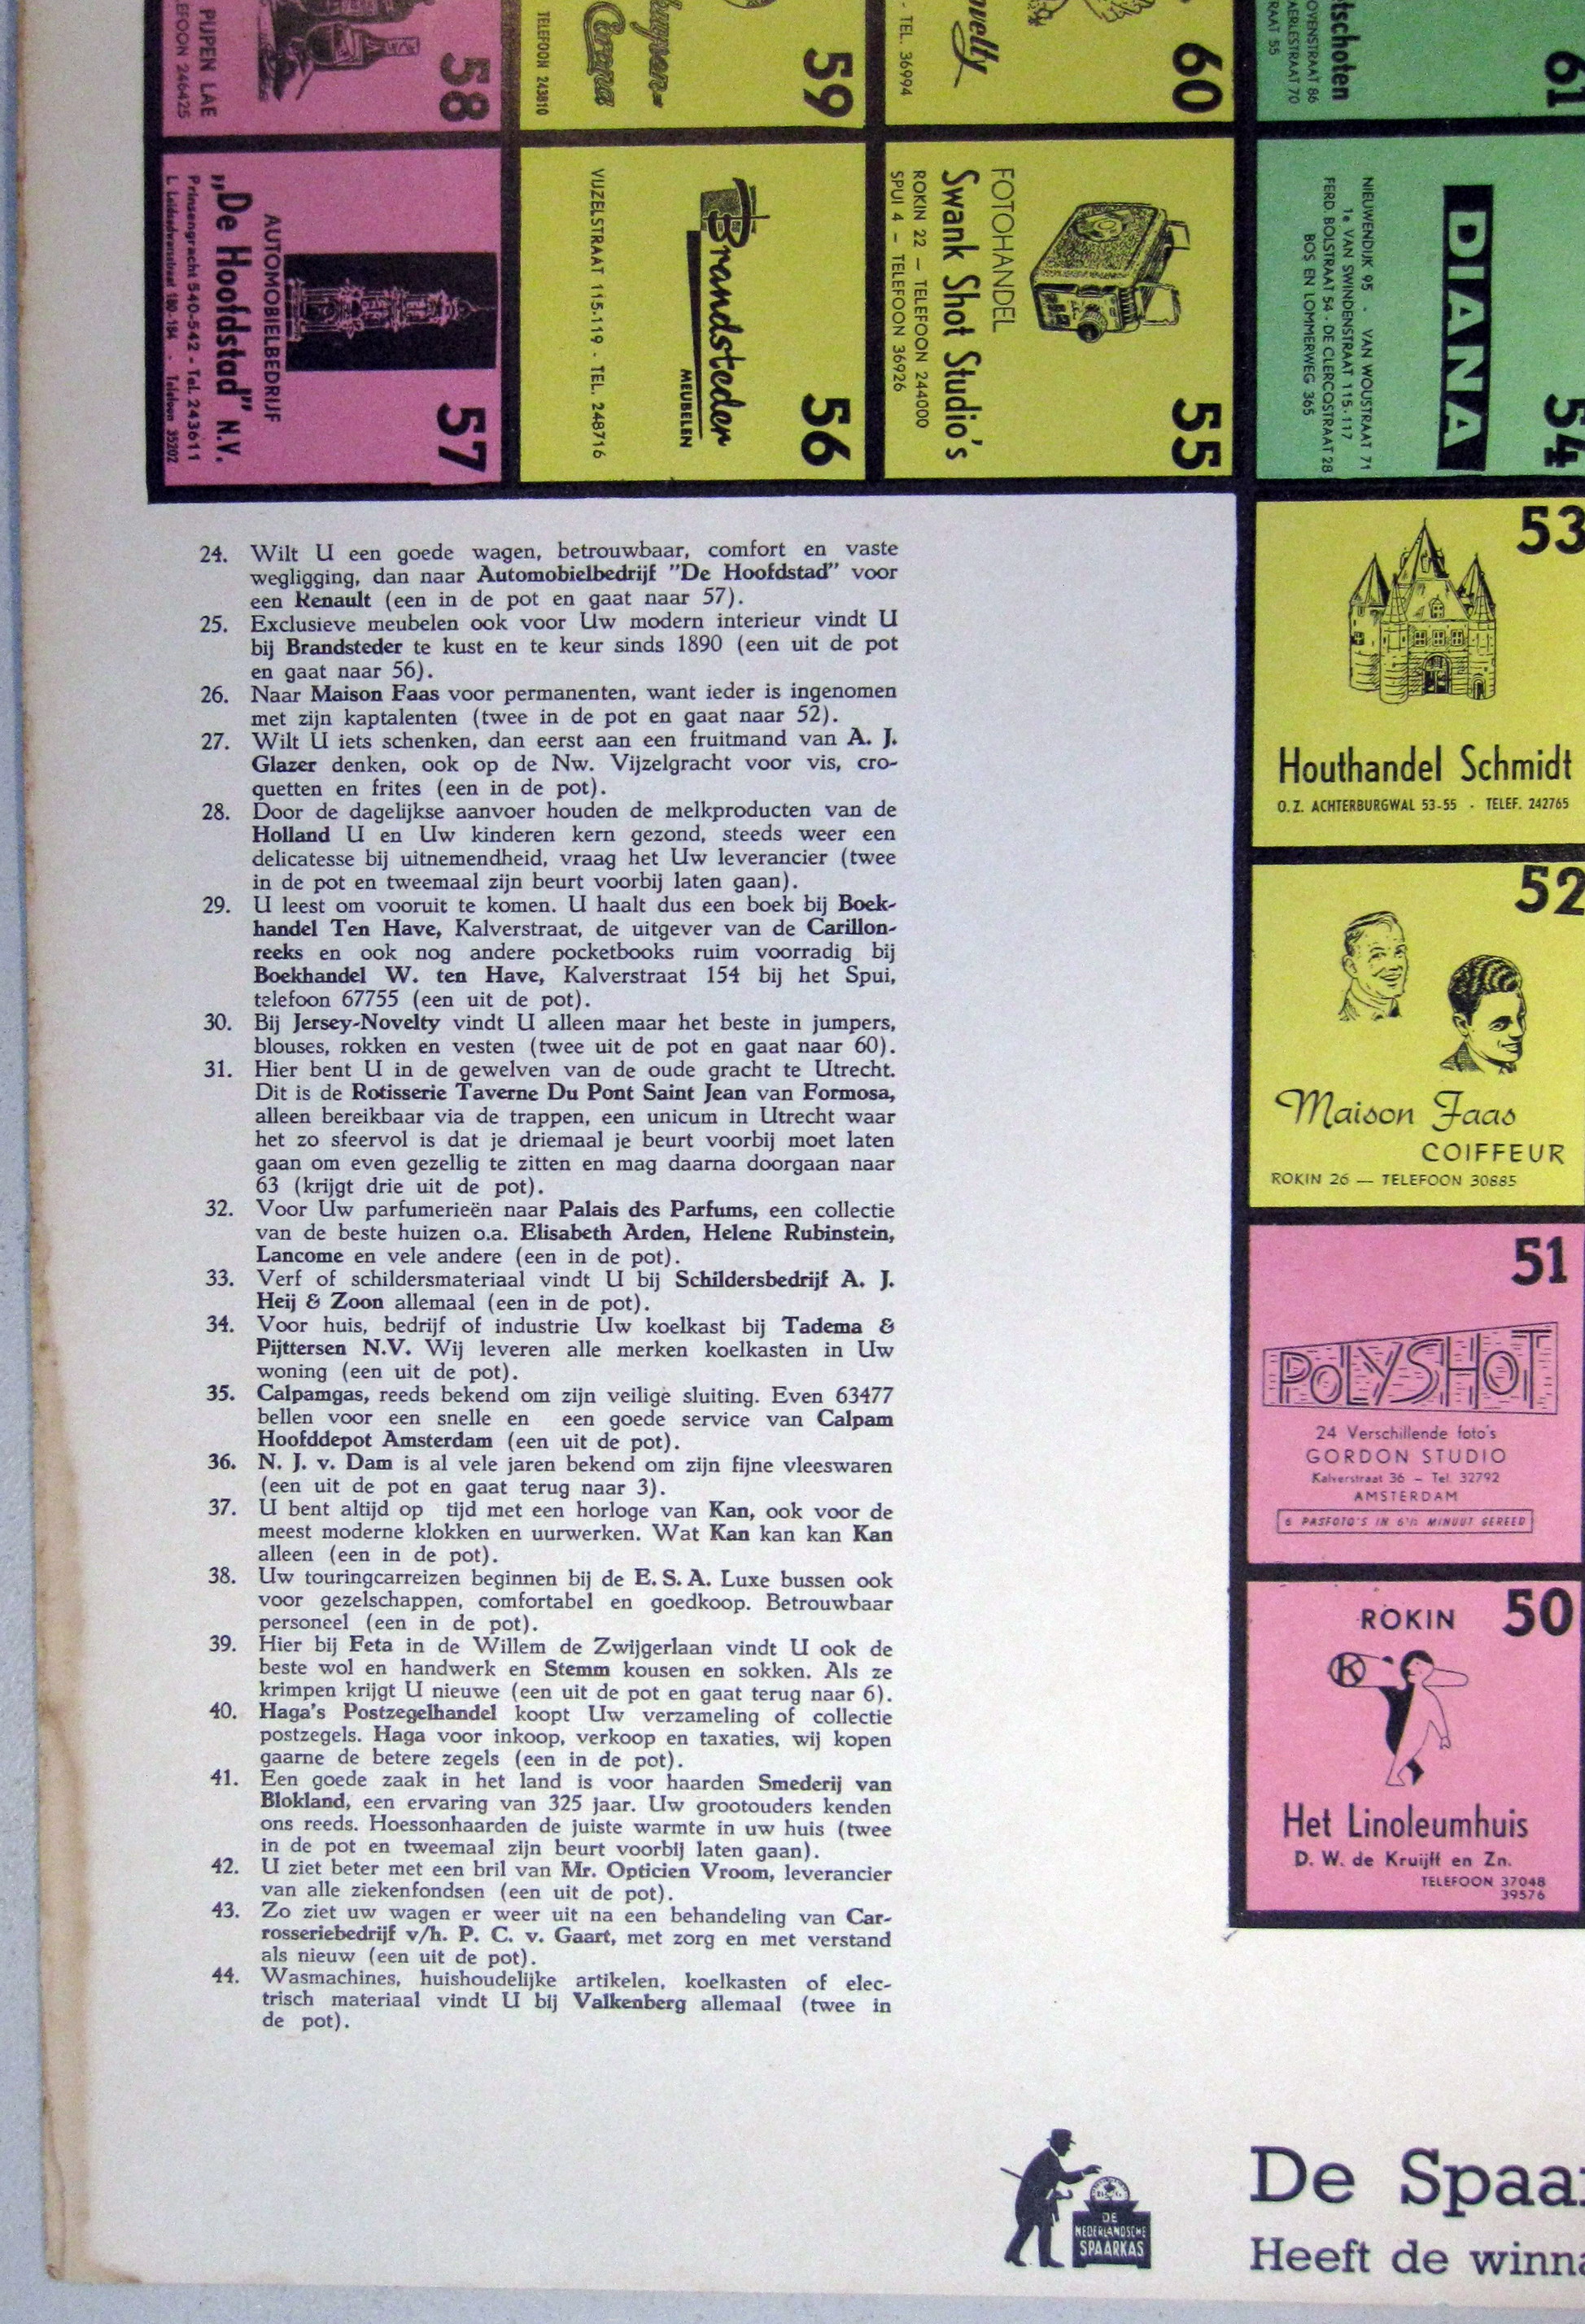 PIJPEN LAE
EFOON 246425
58
huysen-
Corona
TELEFOON 243810
59
ovelty
- TEL. 36994
60
tschoten
OVENSTRAAT 86
AERLESTRAAT 70
RAAT 55
61
AUTOMOBIELBEDRIJF
„De Hoofdstad" N.V.
Prinsengracht 540-542 - Tel. 243611
L. Leidsedwarsstraat 180-184 - Telefoon 35202
57
Brandsteder
MEUBELEN
VIJZELSTRAAT 115-119 - TEL. 248716
56
FOTOHANDEL
Swank Shot Studio's
ROKIN 22 — TELEFOON 244000
SPUI 4 — TELEFOON 36926
55
DIANA
NIEUWENDIJK 95 - VAN WOUSTRAAT 71
1e VAN SWINDENSTRAAT 115-117
FERD BOLSTRAAT 54 - DE CLERCQSTRAAT 28
BOS EN LOMMERWEG 365
54
24. Wilt U een goede wagen, betrouwbaar, comfort en vaste
wegligging, dan naar Automobielbedrijf "De Hoofdstad" voor
een Renault (een in de pot en gaat naar 57).
25. Exclusieve meubelen ook voor Uw modern interieur vindt U
bij Brandsteder te kust en te keur sinds 1890 (een uit de pot
en gaat naar 56).
26. Naar Maison Faas voor permanenten, want ieder is ingenomen
met zijn kaptalenten (twee in de pot en gaat naar 52).
27. Wilt U iets schenken, dan eerst aan een fruitmand van A. J.
Glazer denken, ook op de Nw. Vijzelgracht voor vis, cro-
quetten en frites (een in de pot).
28. Door de dagelijkse aanvoer houden de melkproducten van de
Holland U en Uw kinderen kern gezond, steeds weer een
delicatesse bij uitnemendheid, vraag het Uw leverancier (twee
in de pot en tweemaal zijn beurt voorbij laten gaan).
29. U leest om vooruit te komen. U haalt dus een boek bij Boek-
handel Ten Have, Kalverstraat, de uitgever van de Carillon-
reeks en ook nog andere pocketbooks ruim voorradig bij
Boekhandel W. ten Have, Kalverstraat 154 bij het Spui,
telefoon 67755 (een uit de pot).
30. Bij Jersey-Novelty vindt U alleen maar het beste in jumpers,
blouses, rokken en vesten (twee uit de pot en gaat naar 60).
31. Hier bent U in de gewelven van de oude gracht te Utrecht.
Dit is de Rotisserie Taverne Du Pont Saint Jean van Formosa,
alleen bereikbaar via de trappen, een unicum in Utrecht waar
het zo sfeervol is dat je driemaal je beurt voorbij moet laten
gaan om even gezellig te zitten en mag daarna doorgaan naar
63 (krijgt drie uit de pot).
32. Voor Uw parfumerieën naar Palais des Parfums, een collectie
van de beste huizen o.a. Elisabeth Arden, Helene Rubinstein,
Lancome en vele andere (een in de pot).
33. Verf of schildersmateriaal vindt U bij Schildersbedrijf A. J.
Heij & Zoon allemaal (een in de pot).
34. Voor huis, bedrijf of industrie Uw koelkast bij Tadema &
Pijttersen N.V. Wij leveren alle merken koelkasten in Uw
woning (een uit de pot).
35. Calpamgas, reeds bekend om zijn veilige sluiting. Even 63477
bellen voor een snelle en een goede service van Calpam
Hoofddepot Amsterdam (een uit de pot).
36. N. J. v. Dam is al vele jaren bekend om zijn fijne vleeswaren
(een uit de pot en gaat terug naar 3).
37. U bent altijd op tijd met een horloge van Kan, ook voor de
meest moderne klokken en uurwerken. Wat Kan kan kan Kan
alleen (een in de pot).
38. Uw touringcarreizen beginnen bij de E. S. A. Luxe bussen ook
voor gezelschappen, comfortabel en goedkoop. Betrouwbaar
personeel (een in de pot).
39. Hier bij Feta in de Willem de Zwijgerlaan vindt U ook de
beste wol en handwerk en Stemm kousen en sokken. Als ze
krimpen krijgt U nieuwe (een uit de pot en gaat terug naar 6).
40. Haga's Postzegelhandel koopt Uw verzameling of collectie
postzegels. Haga voor inkoop, verkoop en taxaties, wij kopen
gaarne de betere zegels (een in de pot).
41. Een goede zaak in het land is voor haarden Smederij van
Blokland, een ervaring van 325 jaar. Uw grootouders kenden
ons reeds. Hoessonhaarden de juiste warmte in uw huis (twee
in de pot en tweemaal zijn beurt voorbij laten gaan).
42. U ziet beter met een bril van Mr. Opticien Vroom, leverancier
van alle ziekenfondsen (een uit de pot).
43. Zo ziet uw wagen er weer uit na een behandeling van Car-
rosseriebedrijf v/h. P. C. v. Gaart, met zorg en met verstand
als nieuw (een uit de pot).
44. Wasmachines, huishoudelijke artikelen, koelkasten of elec-
trisch materiaal vindt U bij Valkenberg allemaal (twee in
de pot).
53
Houthandel Schmidt
O.Z. ACHTERBURGWAL 53-55 - TELEF. 242765
52
Maison Faas
COIFFEUR
ROKIN 26 — TELEFOON 30885
51
POLYSHOT
24 Verschillende foto's
GORDON STUDIO
Kalverstraat 36 — Tel. 32792
AMSTERDAM
6 PASFOTO'S IN 6½ MINUUT GEREED
50
ROKIN
K
Het Linoleumhuis
D. W. de Kruijff en Zn.
TELEFOON 37048
39576
DE
NEDERLANDSCHE
SPAARKAS
De Spaar
Heeft de winna